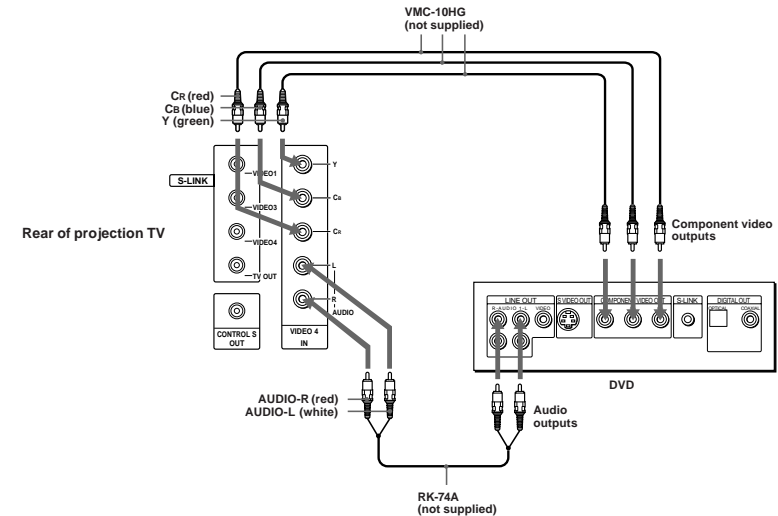 VMC-10HG
(not supplied)
CR (red)
CB (blue)
Y (green)
S-LINK
VIDEO1
VIDEO3
VIDEO4
TV OUT
Y
CB
CR
L
R
AUDIO
CONTROL S
OUT
VIDEO 4
IN
Rear of projection TV
Component video
outputs
LINE OUT
R-AUDIO 1-L
VIDEO
S VIDEO OUT
COMPONENT VIDEO OUT
S-LINK
DIGITAL OUT
OPTICAL
COAXIAL
DVD
AUDIO-R (red)
AUDIO-L (white)
Audio
outputs
RK-74A
(not supplied)